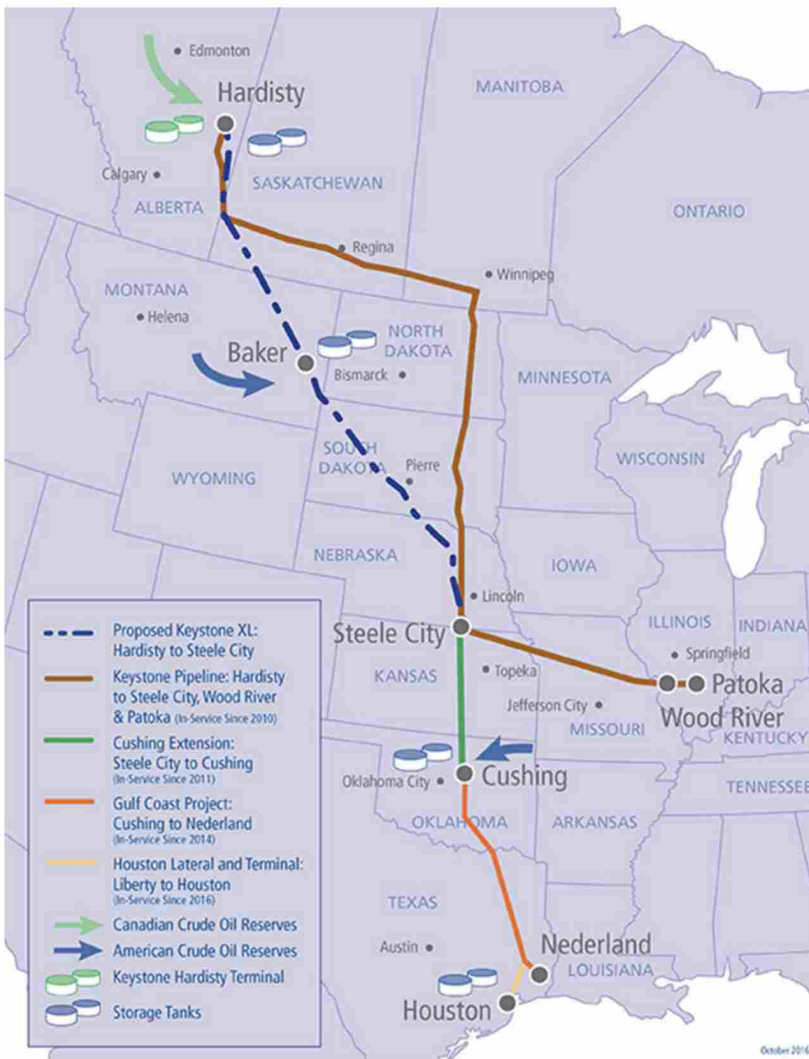 Edmonton
Hardisty
MANITOBA
Calgary
SASKATCHEWAN
ALBERTA
ONTARIO
Regina
Winnipeg
MONTANA
Helena
NORTH
DAKOTA
Baker
Bismarck
MINNESOTA
SOUTH
DAKOTA
Pierre
WISCONSIN
WYOMING
NEBRASKA
IOWA
Lincoln
Steele City
ILLINOIS
INDIANA
Springfield
KANSAS
Topeka
Patoka
Jefferson City
Wood River
MISSOURI
KENTUCKY
Oklahoma City
Cushing
TENNESSEE
OKLAHOMA
ARKANSAS
TEXAS
Austin
Nederland
LOUISIANA
Houston
Proposed Keystone XL:
Hardisty to Steele City
Keystone Pipeline: Hardisty
to Steele City, Wood River
& Patoka (In-Service Since 2010)
Cushing Extension:
Steele City to Cushing
(In-Service Since 2011)
Gulf Coast Project:
Cushing to Nederland
(In-Service Since 2014)
Houston Lateral and Terminal:
Liberty to Houston
(In-Service Since 2016)
Canadian Crude Oil Reserves
American Crude Oil Reserves
Keystone Hardisty Terminal
Storage Tanks
October